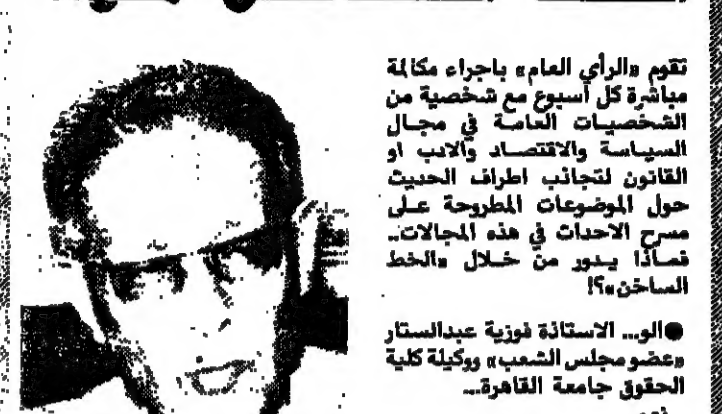 تقوم «الرأي العام» باجراء مكالمة
مباشرة كل أسبوع مع شخصية من
الشخصيات العامة في مجال
السياسة والاقتصاد والادب او
القانون لتجاذب اطراف الحديث
حول الموضوعات المطروحة على
مسرح الاحداث في هذه المجالات..
فماذا يدور من خلال «الخط
الساخن»؟!
●الو... الاستاذة فوزية عبدالستار
«عضو مجلس الشعب» ووكيلة كلية
الحقوق جامعة القاهرة...